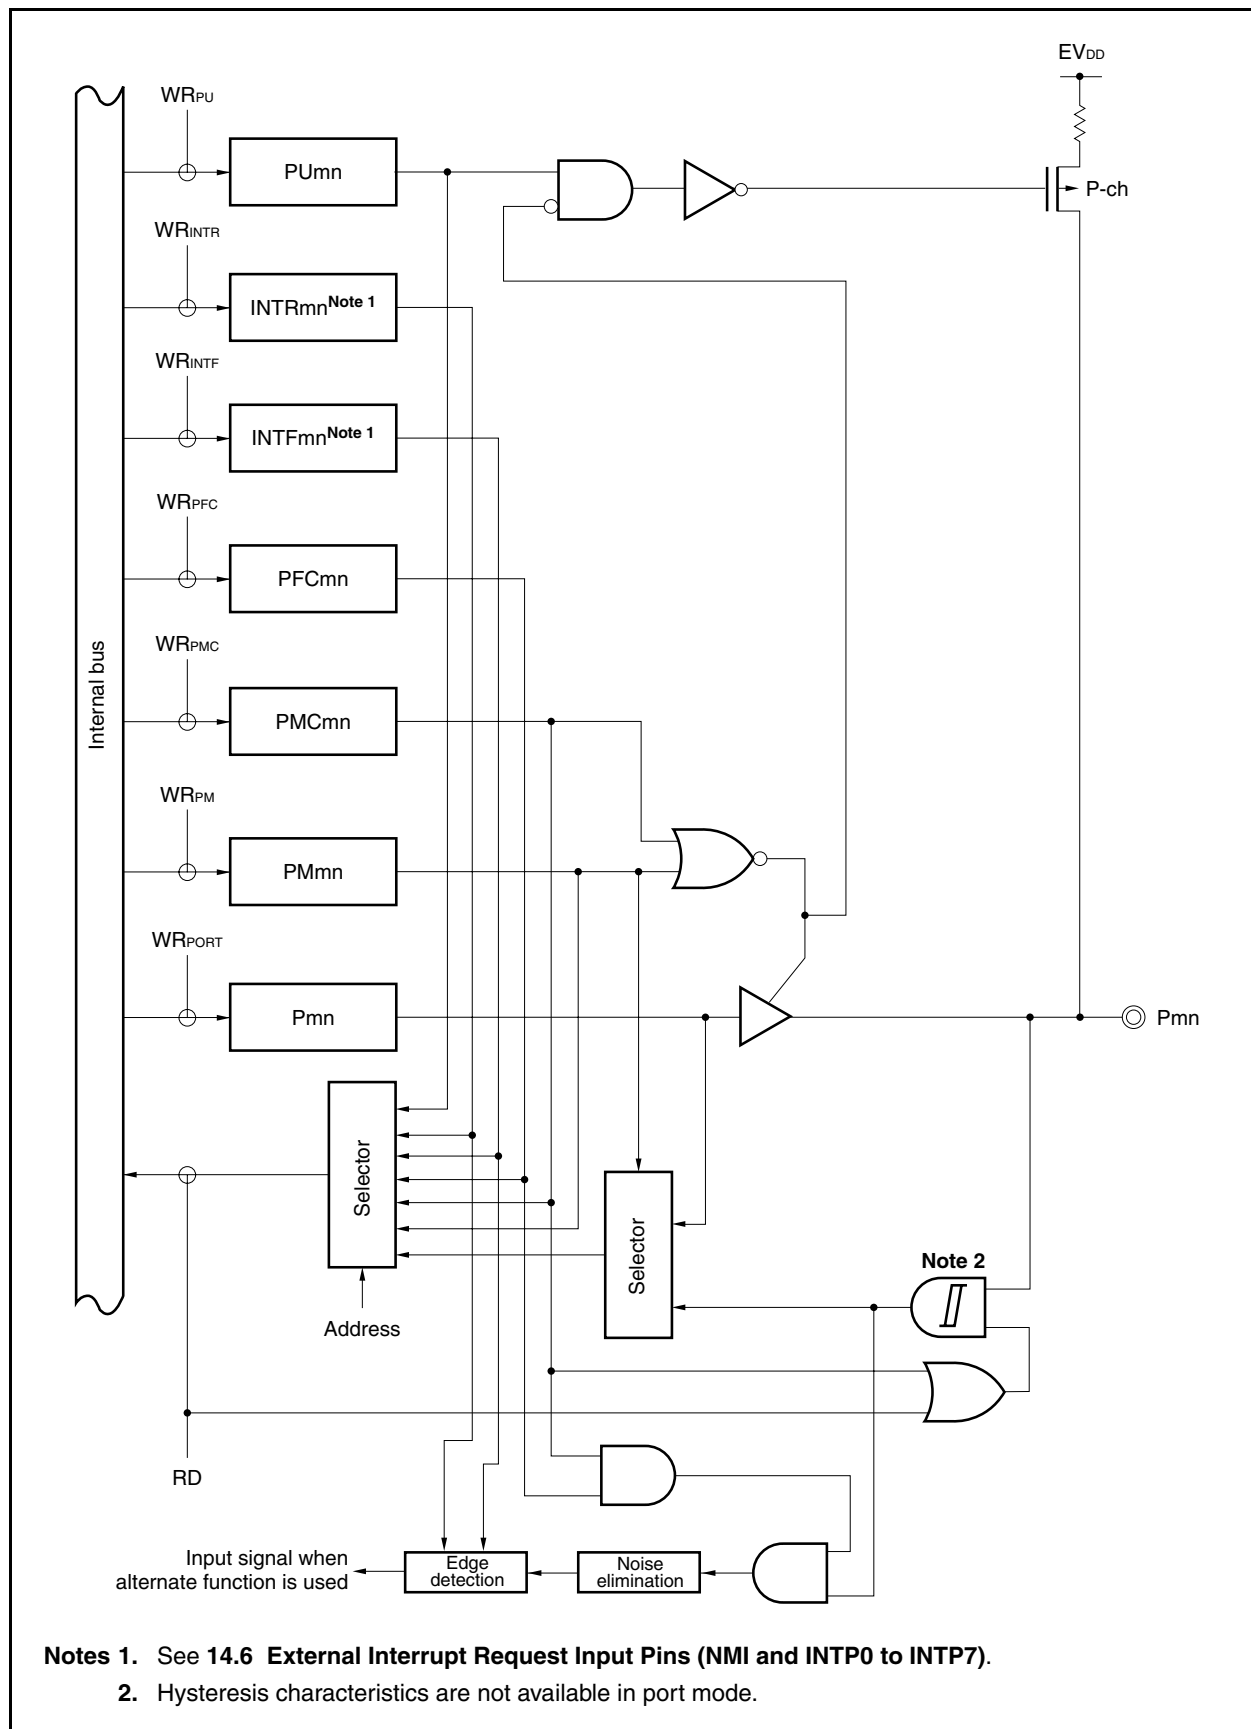 EVDD
WRPU
PUmn
P-ch
WRINTR
INTRmnNote 1
WRINTF
INTFmnNote 1
WRPFC
PFCmn
Internal bus
WRPMC
PMCmn
WRPM
PMmn
WRPORT
Pmn
Pmn
Selector
Selector
Note 2
Address
RD
Input signal when
alternate function is used
Edge
detection
Noise
elimination
Notes 1. See 14.6 External Interrupt Request Input Pins (NMI and INTP0 to INTP7).
2. Hysteresis characteristics are not available in port mode.